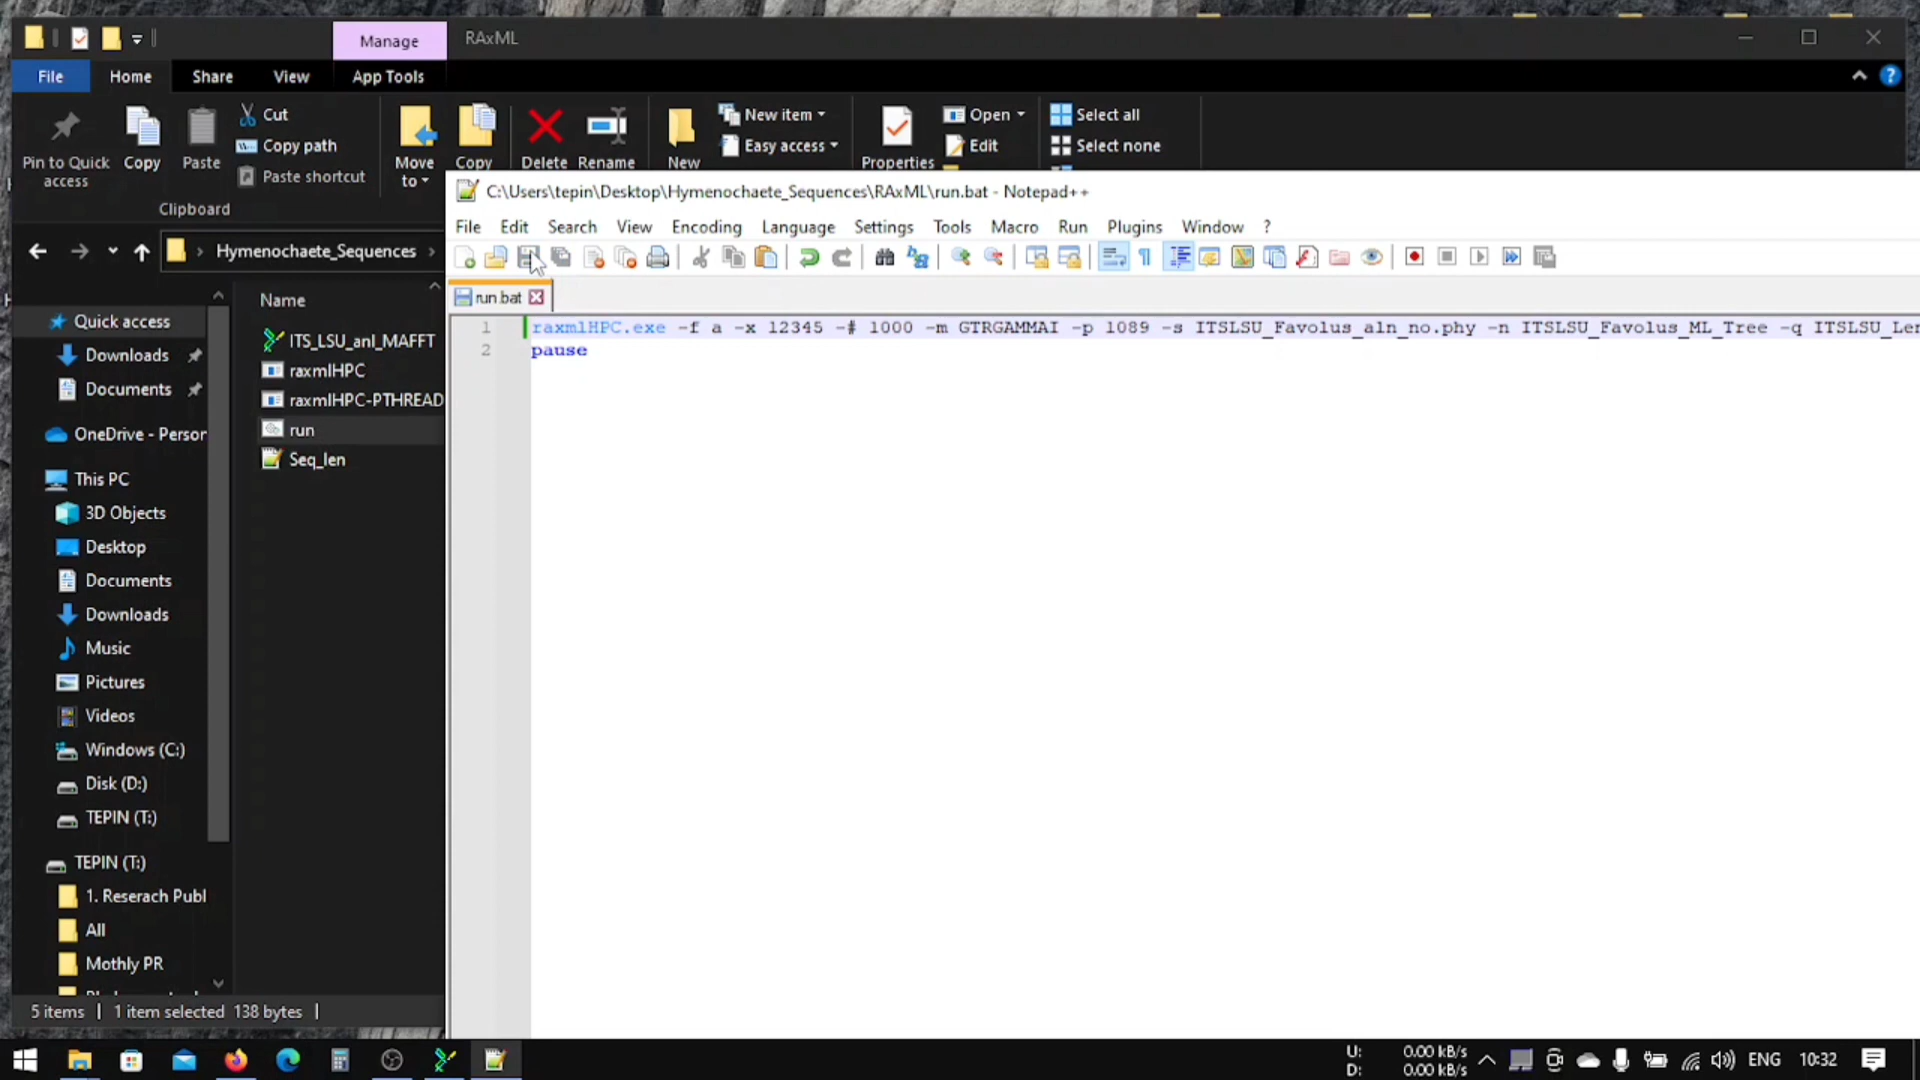 Manage
RAxML
File
Home
Share
View
App Tools
Pin to Quick access
Copy
Paste
Cut
Copy path
Paste shortcut
Clipboard
Move to
Copy
Delete
Rename
New
New item
Easy access
Properties
Open
Edit
Select all
Select none
C:\Users\tepin\Desktop\Hymenochaete_Sequences\RAxML\run.bat - Notepad++
File Edit Search View Encoding Language Settings Tools Macro Run Plugins Window ?
Hymenochaete_Sequences
run.bat
1 raxmlHPC.exe -f a -x 12345 -# 1000 -m GTRGAMMAI -p 1089 -s ITSLSU_Favolus_aln_no.phy -n ITSLSU_Favolus_ML_Tree -q ITSLSU_Len
2 pause
Name
ITS_LSU_anl_MAFFT
raxmlHPC
raxmlHPC-PTHREAD
run
Seq_len
Quick access
Downloads
Documents
OneDrive - Person
This PC
3D Objects
Desktop
Documents
Downloads
Music
Pictures
Videos
Windows (C:)
Disk (D:)
TEPIN (T:)
TEPIN (T:)
1. Reserach Publ
All
Mothly PR
5 items
1 item selected 138 bytes
U: 0.00 kB/s
D: 0.00 kB/s
ENG
10:32